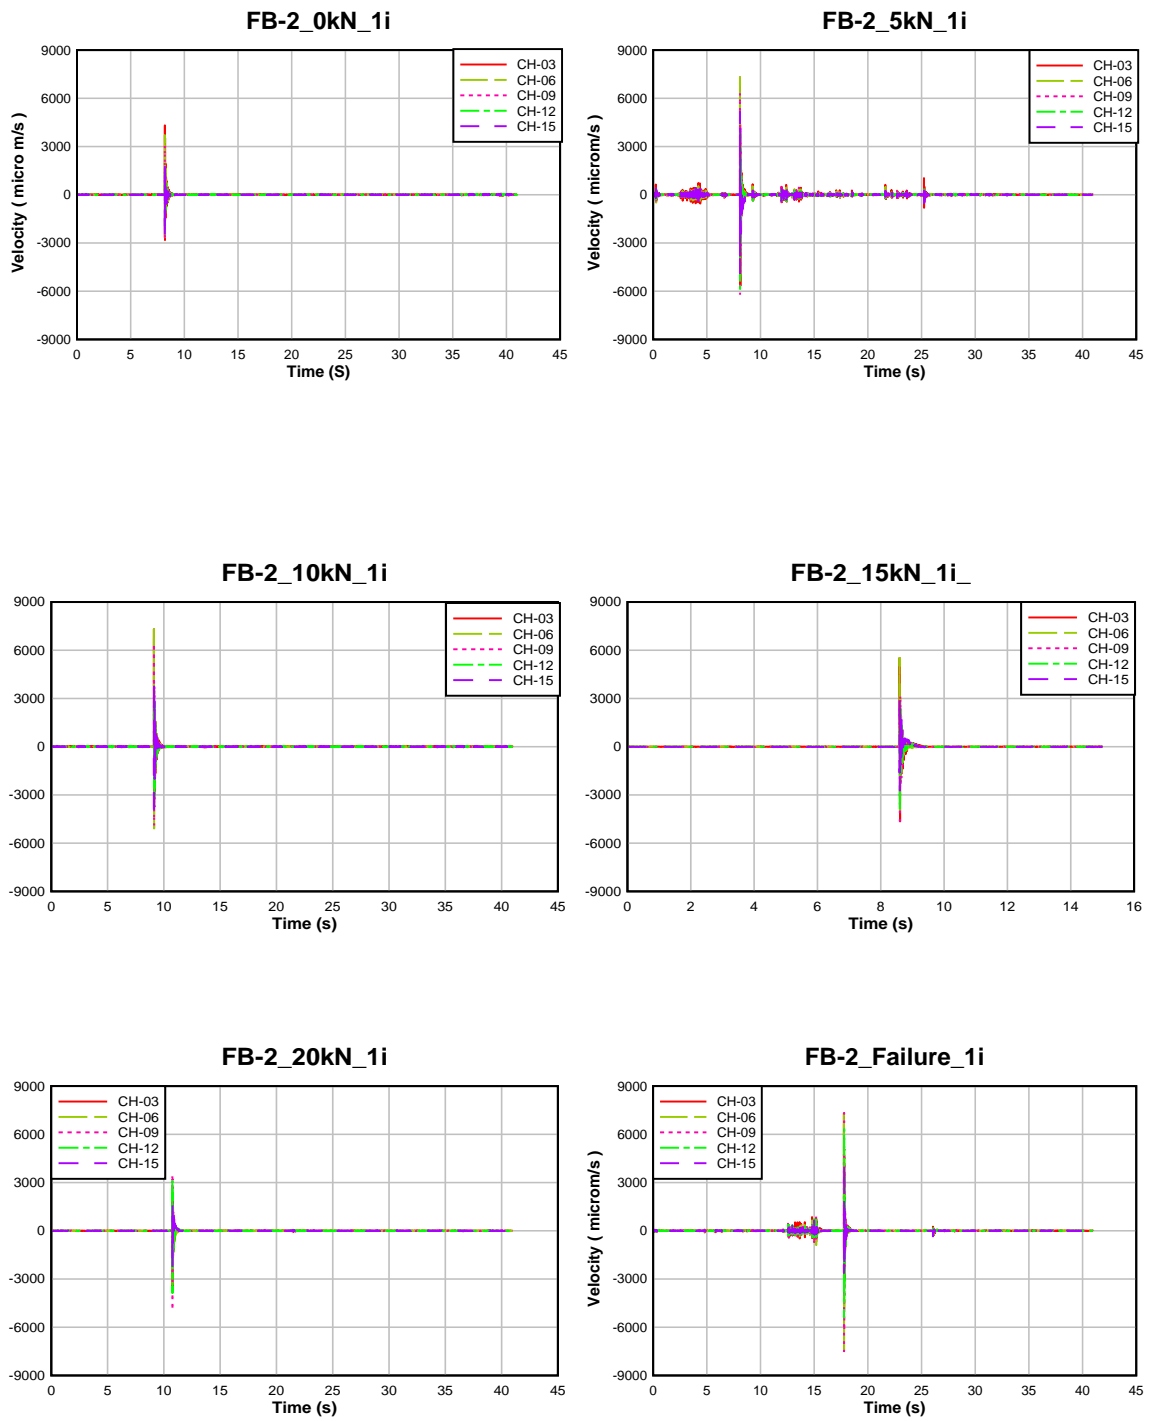 FB-2_0kN_1i
9000
6000
3000
0
-3000
-6000
-9000
Velocity ( micro m/s )
CH-03
CH-06
CH-09
CH-12
CH-15
0 5 10 15 20 25 30 35 40 45
Time (S)
FB-2_5kN_1i
9000
6000
3000
0
-3000
-6000
-9000
Velocity ( microm/s )
CH-03
CH-06
CH-09
CH-12
CH-15
0 5 10 15 20 25 30 35 40 45
Time (s)
FB-2_10kN_1i
9000
6000
3000
0
-3000
-6000
-9000
CH-03
CH-06
CH-09
CH-12
CH-15
0 5 10 15 20 25 30 35 40 45
Time (s)
FB-2_15kN_1i_
9000
6000
3000
0
-3000
-6000
-9000
CH-03
CH-06
CH-09
CH-12
CH-15
0 2 4 6 8 10 12 14 16
Time (s)
FB-2_20kN_1i
9000
6000
3000
0
-3000
-6000
-9000
CH-03
CH-06
CH-09
CH-12
CH-15
0 5 10 15 20 25 30 35 40 45
Time (s)
FB-2_Failure_1i
9000
6000
3000
0
-3000
-6000
-9000
Velocity ( microm/s )
CH-03
CH-06
CH-09
CH-12
CH-15
0 5 10 15 20 25 30 35 40 45
Time (s)